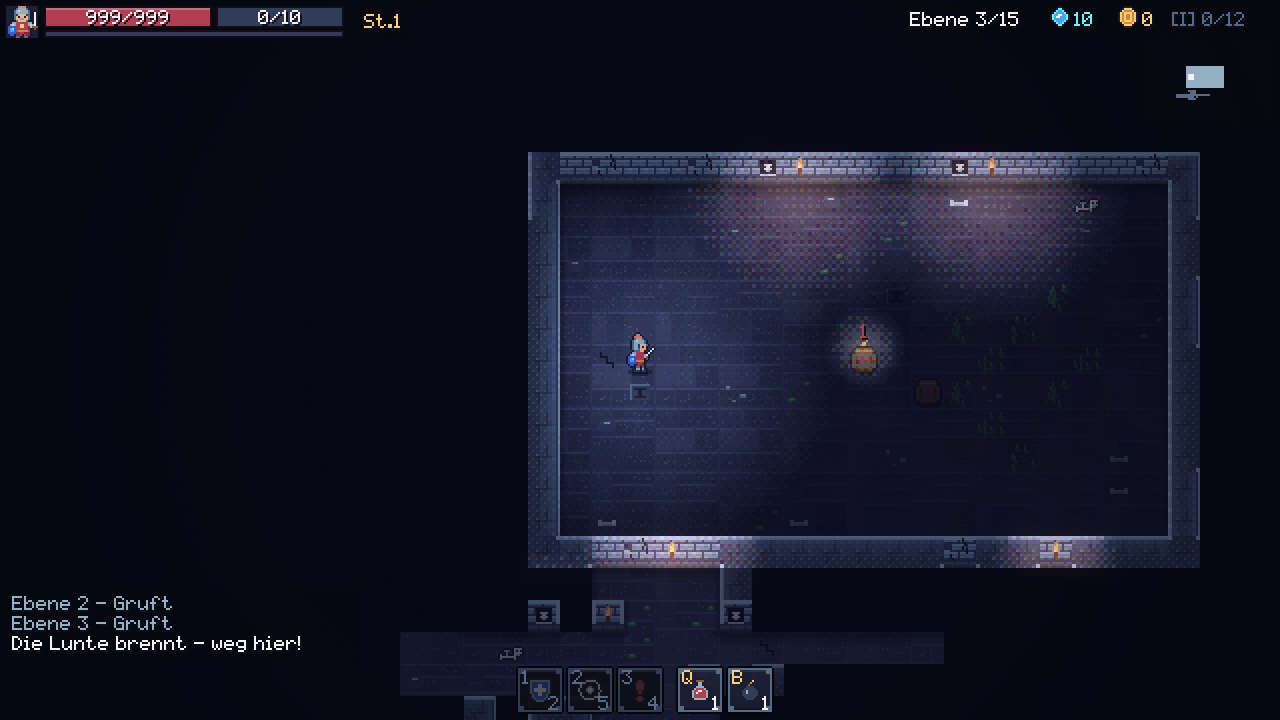 999/999
0/10
St.1
Ebene 3/15
10
0
[I] 0/12
1
Ebene 2 – Gruft
Ebene 3 – Gruft
Die Lunte brennt – weg hier!
1
2
2
5
3
4
Q
1
B
1